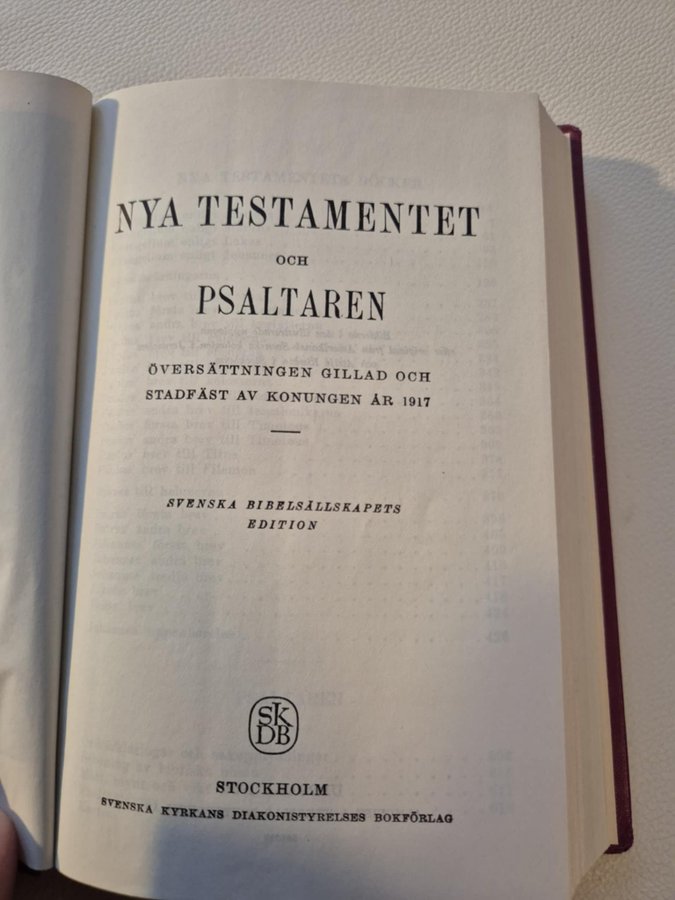 NYA TESTAMENTET
OCH
PSALTAREN
ÖVERSÄTTNINGEN GILLAD OCH
STADFÄST AV KONUNGEN ÅR 1917
SVENSKA BIBELSÄLLSKAPETS
EDITION
SK
DB
STOCKHOLM
SVENSKA KYRKANS DIAKONISTYRELSES BOKFÖRLAG